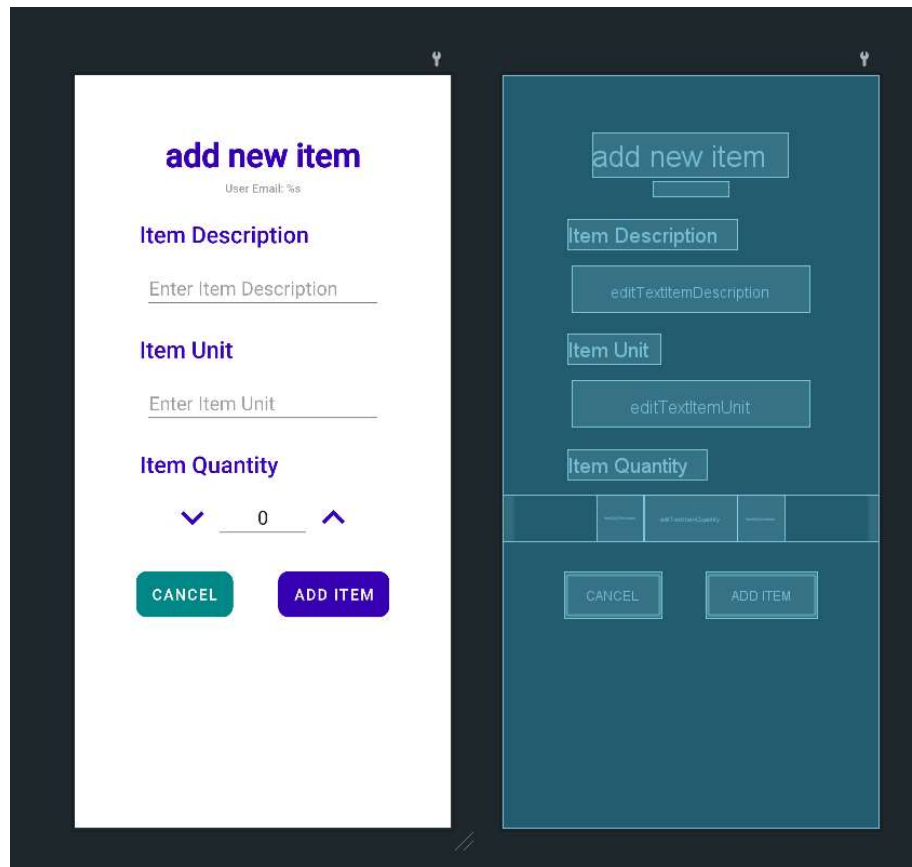 add new item
User Email: %s
Item Description
Enter Item Description
Item Unit
Enter Item Unit
Item Quantity
0
CANCEL ADD ITEM
add new item
Item Description
editTextItemDescription
Item Unit
editTextItemUnit
Item Quantity
editTextItemQuantity
CANCEL ADD ITEM